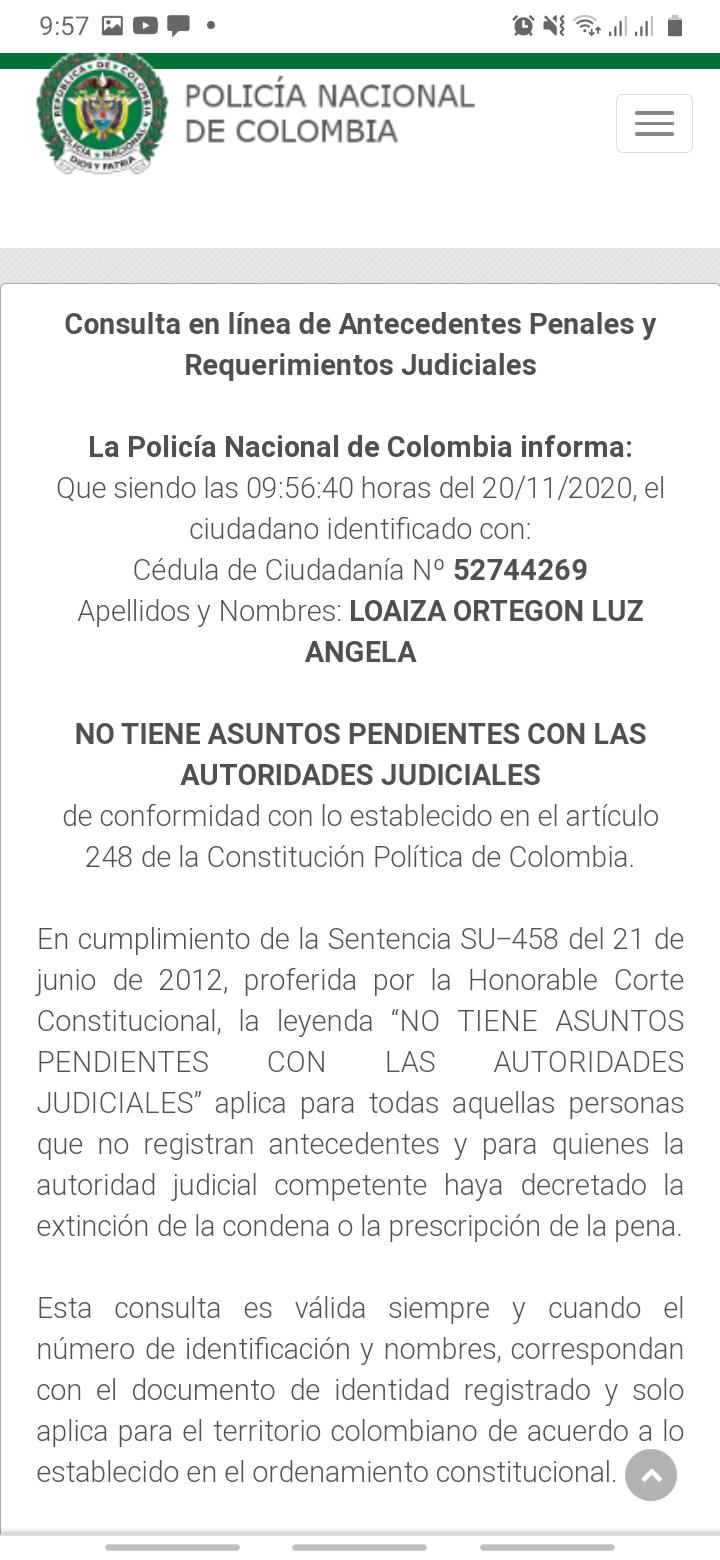 9:57
REPÚBLICA DE COLOMBIA
POLICÍA NACIONAL
DIOS Y PATRIA
POLICÍA NACIONAL
DE COLOMBIA
Consulta en línea de Antecedentes Penales y
Requerimientos Judiciales
La Policía Nacional de Colombia informa:
Que siendo las 09:56:40 horas del 20/11/2020, el
ciudadano identificado con:
Cédula de Ciudadanía Nº 52744269
Apellidos y Nombres: LOAIZA ORTEGON LUZ
ANGELA
NO TIENE ASUNTOS PENDIENTES CON LAS
AUTORIDADES JUDICIALES
de conformidad con lo establecido en el artículo
248 de la Constitución Política de Colombia.
En cumplimiento de la Sentencia SU–458 del 21 de
junio de 2012, proferida por la Honorable Corte
Constitucional, la leyenda “NO TIENE ASUNTOS
PENDIENTES CON LAS AUTORIDADES
JUDICIALES” aplica para todas aquellas personas
que no registran antecedentes y para quienes la
autoridad judicial competente haya decretado la
extinción de la condena o la prescripción de la pena.
Esta consulta es válida siempre y cuando el
número de identificación y nombres, correspondan
con el documento de identidad registrado y solo
aplica para el territorio colombiano de acuerdo a lo
establecido en el ordenamiento constitucional.